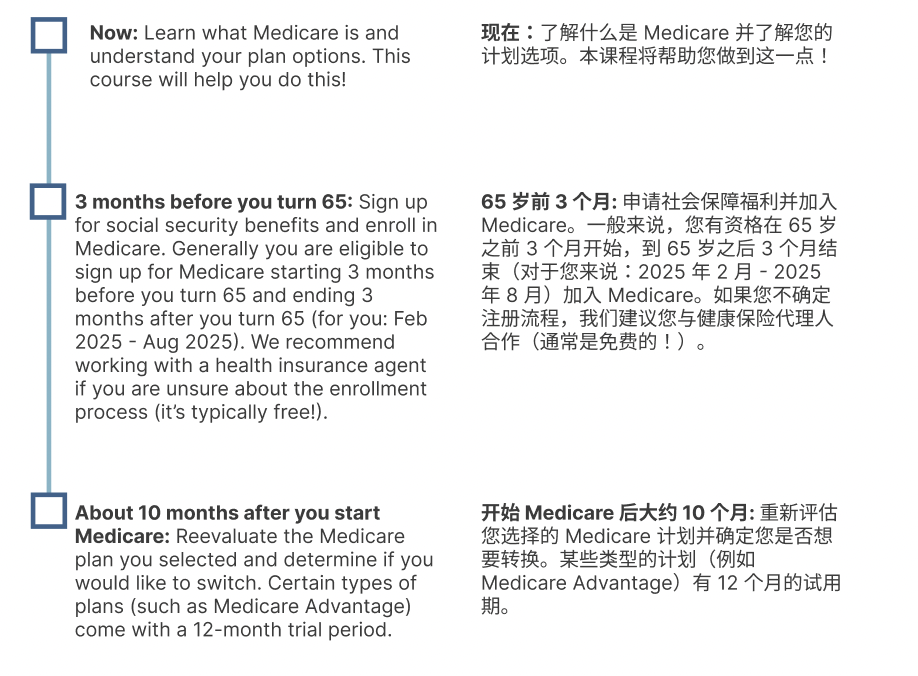 Now: Learn what Medicare is and
understand your plan options. This
course will help you do this!
现在：了解什么是 Medicare 并了解您的
计划选项。本课程将帮助您做到这一点！
3 months before you turn 65: Sign up
for social security benefits and enroll in
Medicare. Generally you are eligible to
sign up for Medicare starting 3 months
before you turn 65 and ending 3
months after you turn 65 (for you: Feb
2025 - Aug 2025). We recommend
working with a health insurance agent
if you are unsure about the enrollment
process (it’s typically free!).
65 岁前 3 个月: 申请社会保障福利并加入
Medicare。一般来说，您有资格在 65 岁
之前 3 个月开始，到 65 岁之后 3 个月结
束（对于您来说：2025 年 2 月 - 2025
年 8 月）加入 Medicare。如果您不确定
注册流程，我们建议您与健康保险代理人
合作（通常是免费的！）。
About 10 months after you start
Medicare: Reevaluate the Medicare
plan you selected and determine if you
would like to switch. Certain types of
plans (such as Medicare Advantage)
come with a 12-month trial period.
开始 Medicare 后大约 10 个月: 重新评估
您选择的 Medicare 计划并确定您是否想
要转换。某些类型的计划（例如
Medicare Advantage）有 12 个月的试用
期。